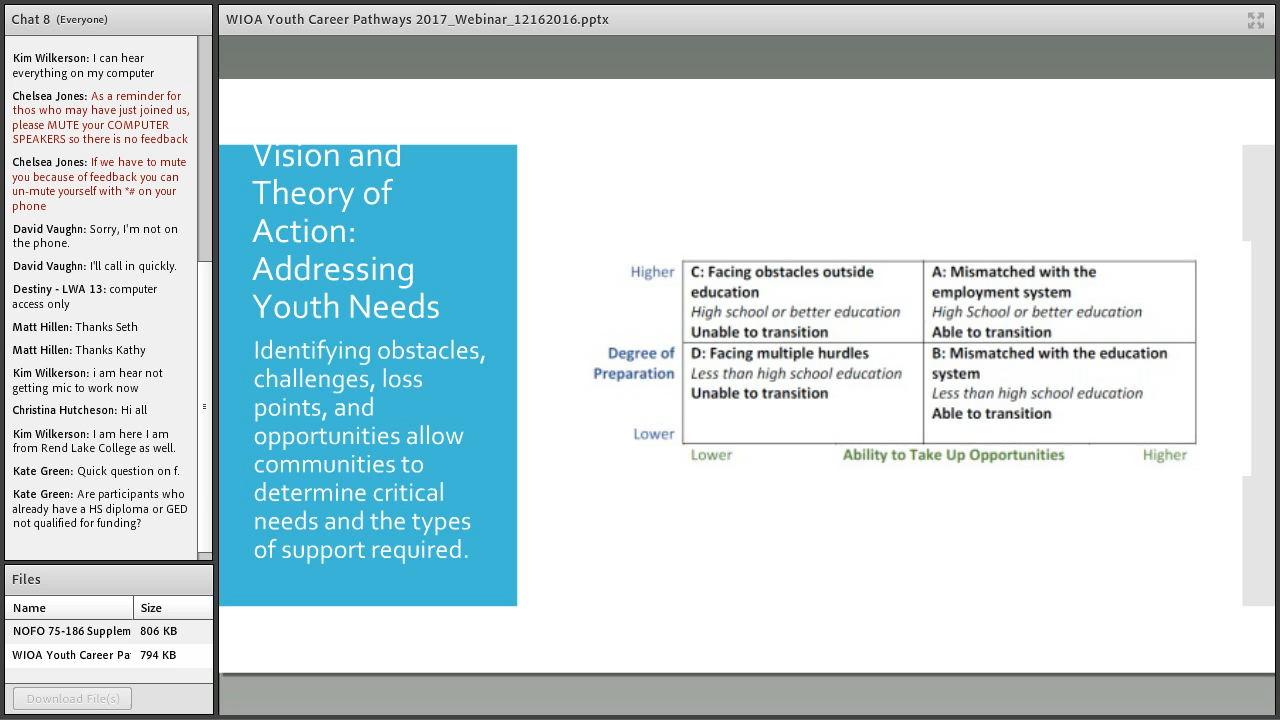 Chat 8 (Everyone)
Kim Wilkerson: I can hear
everything on my computer
Chelsea Jones: As a reminder for
thos who may have just joined us,
please MUTE your COMPUTER
SPEAKERS so there is no feedback
Chelsea Jones: If we have to mute
you because of feedback you can
un-mute yourself with *# on your
phone
David Vaughn: Sorry, I'm not on
the phone.
David Vaughn: I'll call in quickly.
Destiny - LWA 13: computer
access only
Matt Hillen: Thanks Seth
Matt Hillen: Thanks Kathy
Kim Wilkerson: i am hear not
getting mic to work now
Christina Hutcheson: Hi all
Kim Wilkerson: I am here I am
from Rend Lake College as well.
Kate Green: Quick question on f.
Kate Green: Are participants who
already have a HS diploma or GED
not qualified for funding?
Files
Name Size
NOFO 75-186 Supplem 806 KB
WIOA Youth Career Pa 794 KB
Download File(s)
WIOA Youth Career Pathways 2017_Webinar_12162016.pptx
Vision and
Theory of
Action:
Addressing
Youth Needs
Identifying obstacles,
challenges, loss
points, and
opportunities allow
communities to
determine critical
needs and the types
of support required.
Higher
Degree of
Preparation
Lower
C: Facing obstacles outside
education
High school or better education
Unable to transition
A: Mismatched with the
employment system
High School or better education
Able to transition
D: Facing multiple hurdles
Less than high school education
Unable to transition
B: Mismatched with the education
system
Less than high school education
Able to transition
Lower Ability to Take Up Opportunities Higher